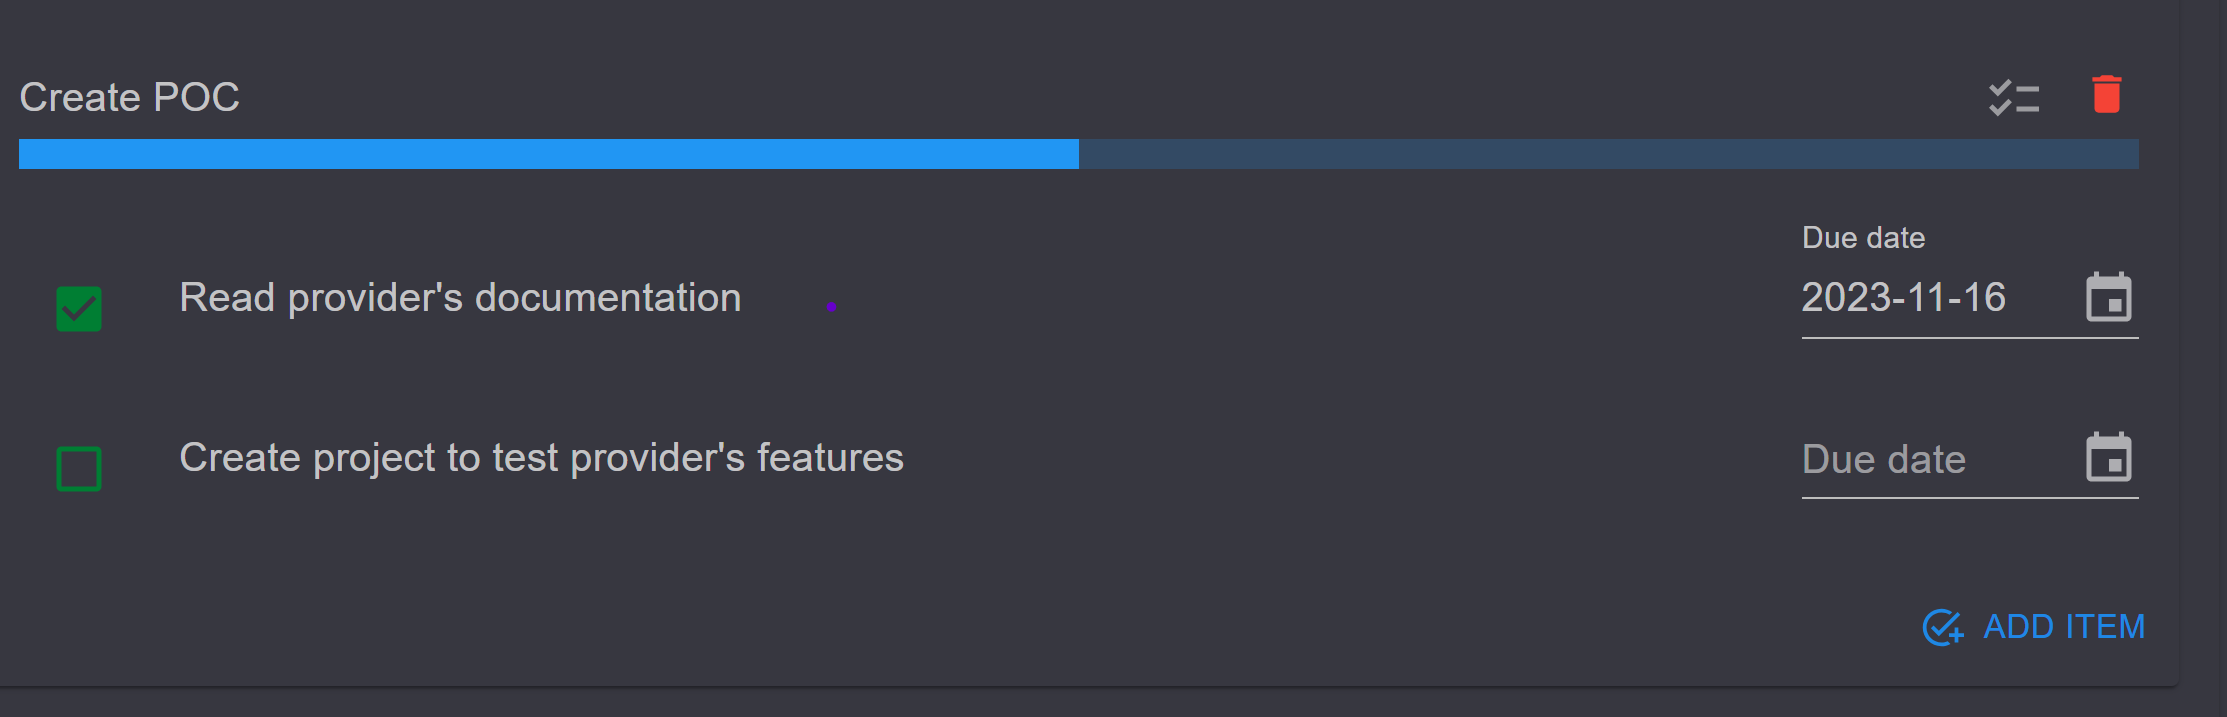 Create POC
Due date
Read provider's documentation 2023-11-16
Create project to test provider's features Due date
ADD ITEM